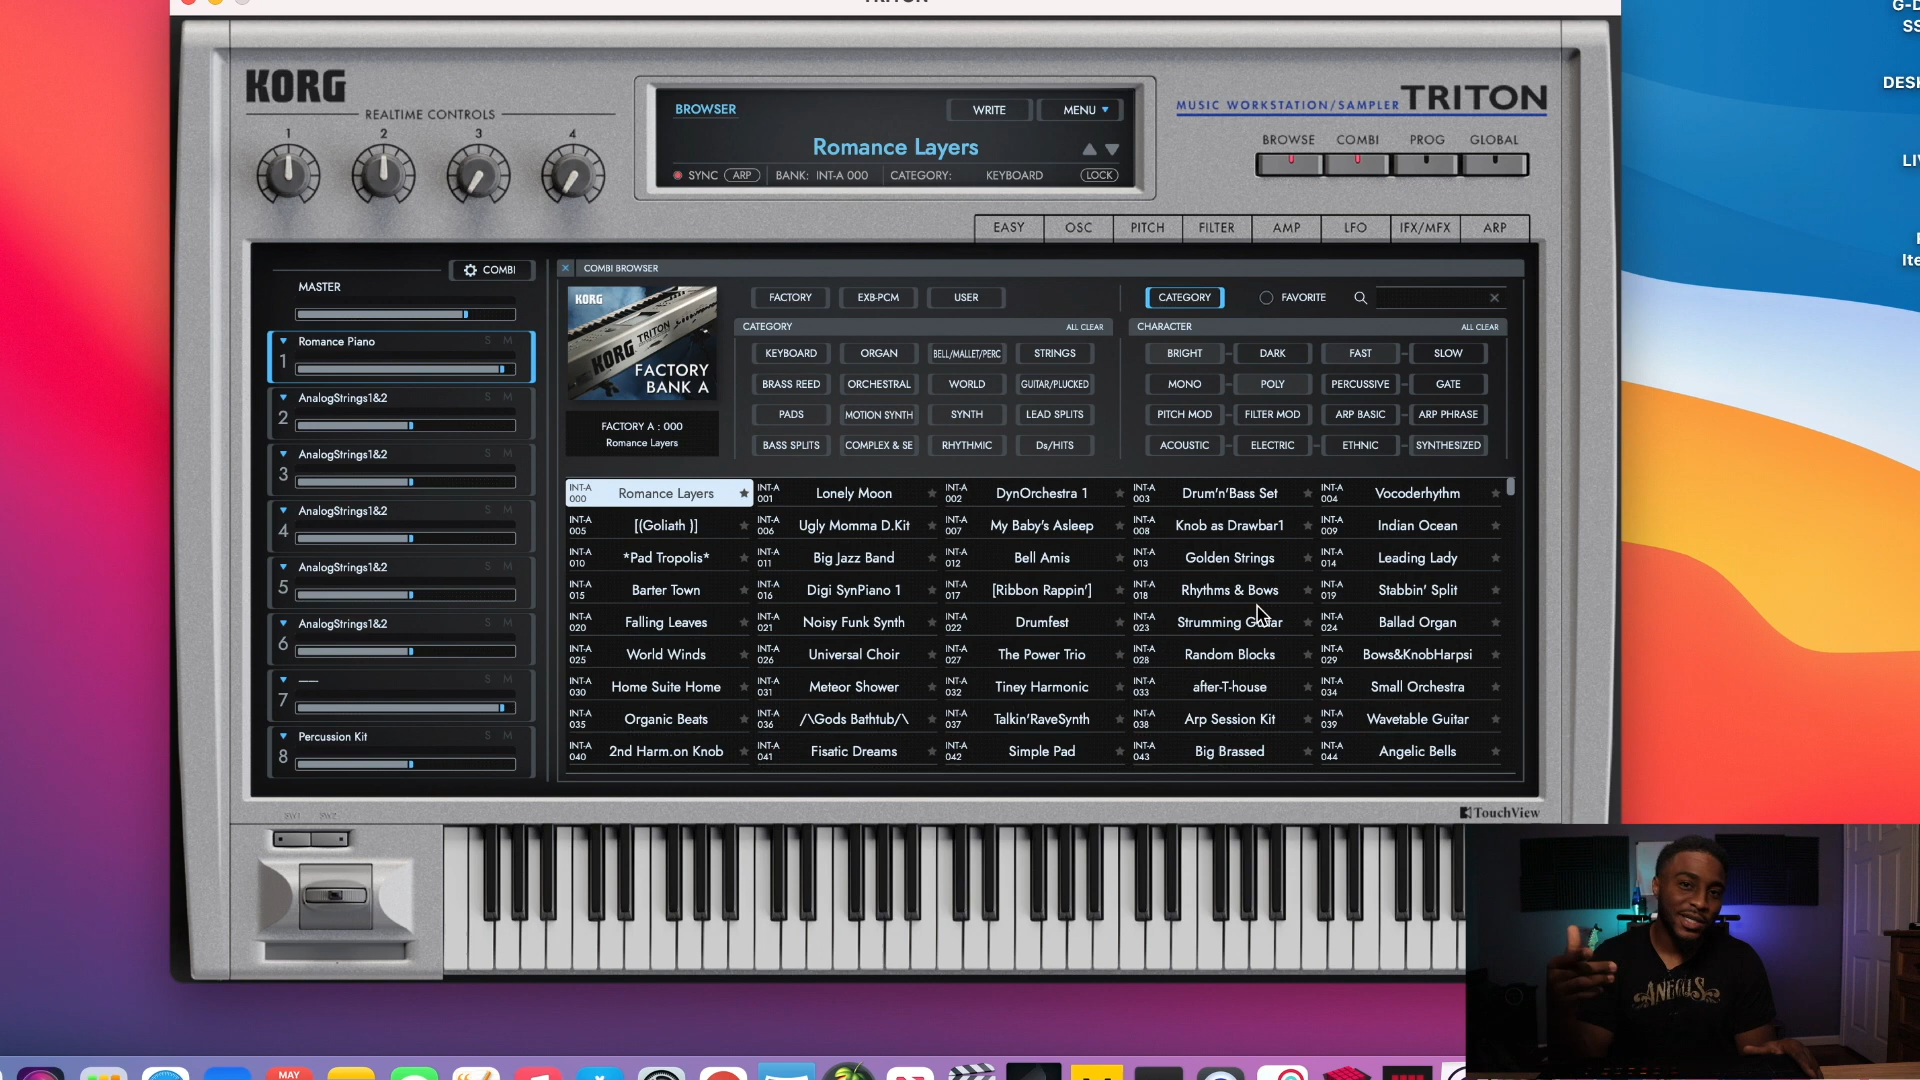 TRITON
G-D
SS
DESK
KORG
REALTIME CONTROLS
1 2 3 4
BROWSER
WRITE
MENU
Romance Layers
SYNC ARP BANK: INT-A 000 CATEGORY: KEYBOARD LOCK
MUSIC WORKSTATION/SAMPLER TRITON
BROWSE COMBI PROG GLOBAL
EASY OSC PITCH FILTER AMP LFO IFX/MFX ARP
COMBI
MASTER
1 Romance Piano S M
2 AnalogStrings1&2 S M
3 AnalogStrings1&2 S M
4 AnalogStrings1&2 S M
5 AnalogStrings1&2 S M
6 AnalogStrings1&2 S M
7 S M
8 Percussion Kit S M
COMBI BROWSER
KORG
KORG TRITON
FACTORY
BANK A
FACTORY A : 000
Romance Layers
FACTORY EXB-PCM USER
CATEGORY FAVORITE
CATEGORY ALL CLEAR
KEYBOARD ORGAN BELL/MALLET/PERC STRINGS
BRASS REED ORCHESTRAL WORLD GUITAR/PLUCKED
PADS MOTION SYNTH SYNTH LEAD SPLITS
BASS SPLITS COMPLEX & SE RHYTHMIC Ds/HITS
CHARACTER ALL CLEAR
BRIGHT DARK FAST SLOW
MONO POLY PERCUSSIVE GATE
PITCH MOD FILTER MOD ARP BASIC ARP PHRASE
ACOUSTIC ELECTRIC ETHNIC SYNTHESIZED
INT-A 000 Romance Layers INT-A 001 Lonely Moon INT-A 002 DynOrchestra 1 INT-A 003 Drum'n'Bass Set INT-A 004 Vocoderhythm
INT-A 005 [(Goliath )] INT-A 006 Ugly Momma D.Kit INT-A 007 My Baby's Asleep INT-A 008 Knob as Drawbar1 INT-A 009 Indian Ocean
INT-A 010 *Pad Tropolis* INT-A 011 Big Jazz Band INT-A 012 Bell Amis INT-A 013 Golden Strings INT-A 014 Leading Lady
INT-A 015 Barter Town INT-A 016 Digi SynPiano 1 INT-A 017 [Ribbon Rappin'] INT-A 018 Rhythms & Bows INT-A 019 Stabbin' Split
INT-A 020 Falling Leaves INT-A 021 Noisy Funk Synth INT-A 022 Drumfest INT-A 023 Strumming Guitar INT-A 024 Ballad Organ
INT-A 025 World Winds INT-A 026 Universal Choir INT-A 027 The Power Trio INT-A 028 Random Blocks INT-A 029 Bows&KnobHarpsi
INT-A 030 Home Suite Home INT-A 031 Meteor Shower INT-A 032 Tiney Harmonic INT-A 033 after-T-house INT-A 034 Small Orchestra
INT-A 035 Organic Beats INT-A 036 /\Gods Bathtub/\ INT-A 037 Talkin'RaveSynth INT-A 038 Arp Session Kit INT-A 039 Wavetable Guitar
INT-A 040 2nd Harm.on Knob INT-A 041 Fisatic Dreams INT-A 042 Simple Pad INT-A 043 Big Brassed INT-A 044 Angelic Bells
TouchView
SW1 SW2
MAY